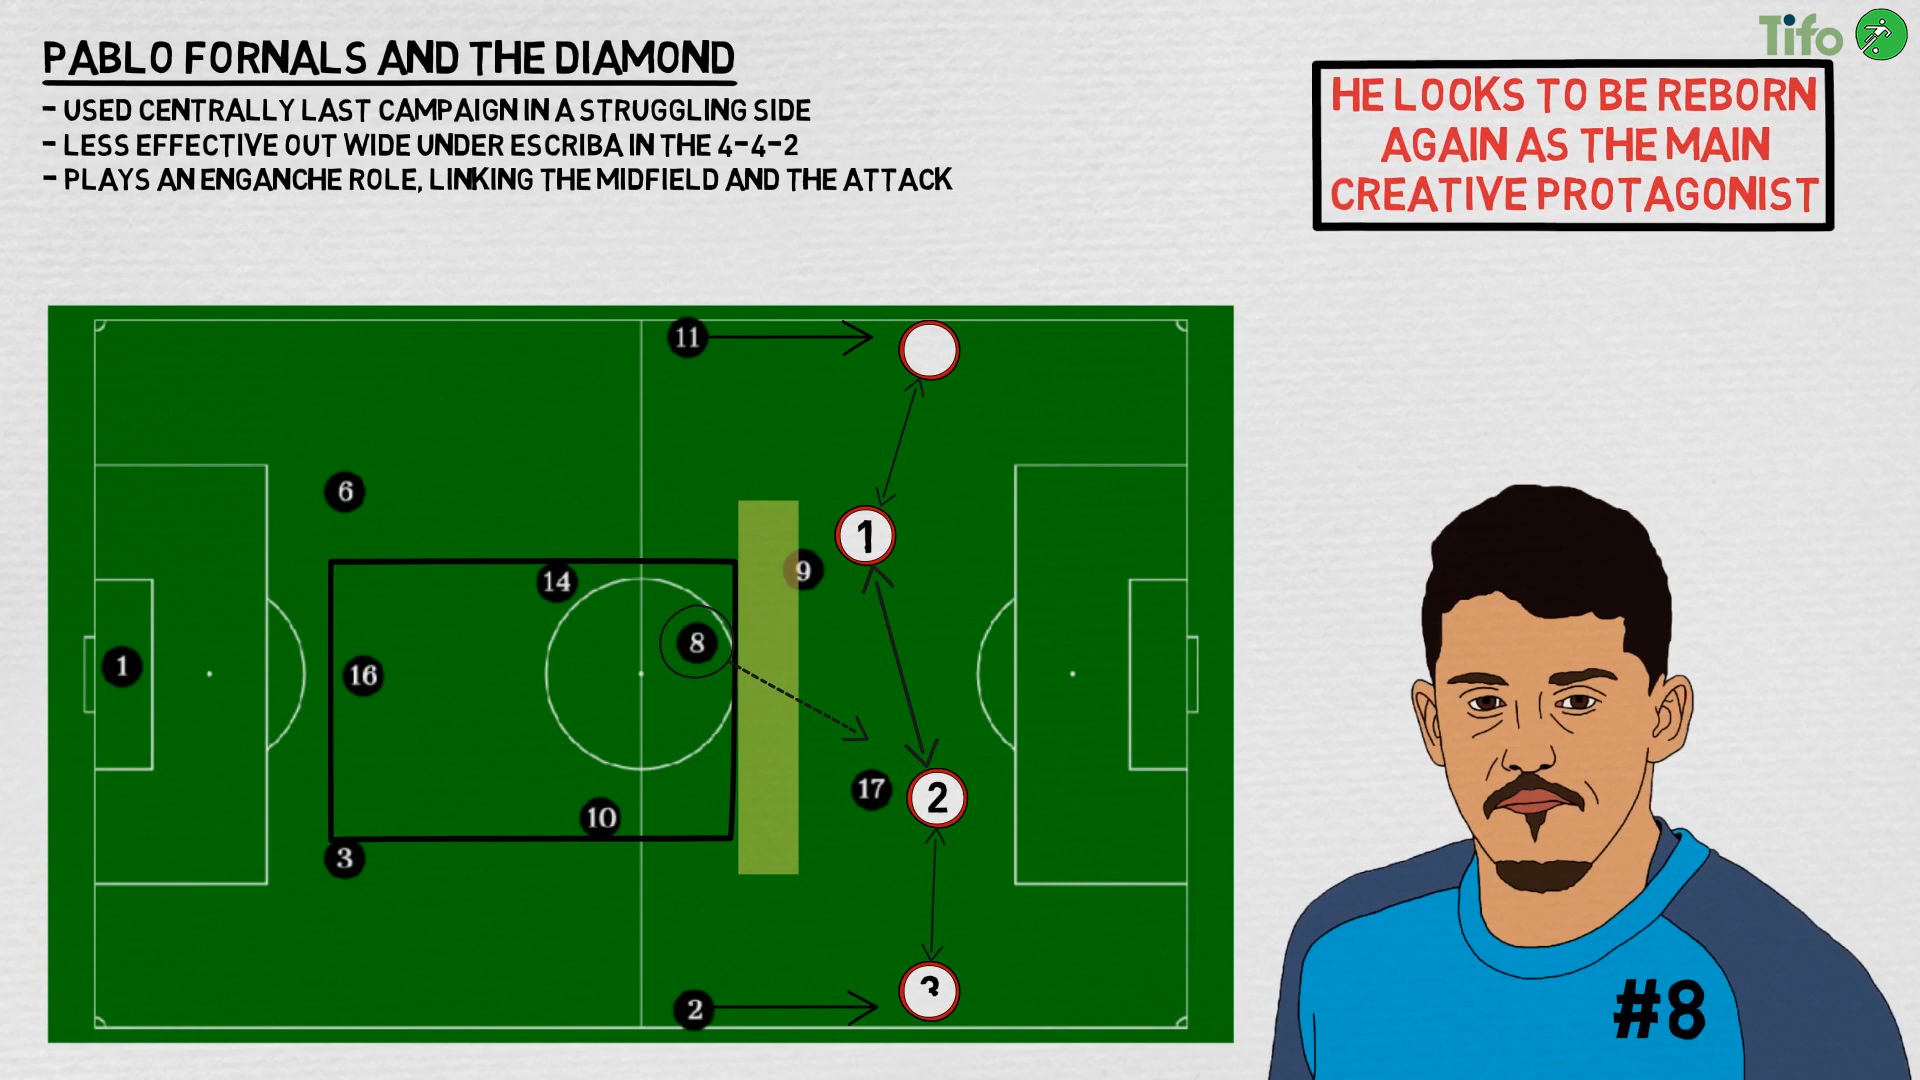 Tifo
PABLO FORNALS AND THE DIAMOND
- USED CENTRALLY LAST CAMPAIGN IN A STRUGGLING SIDE
- LESS EFFECTIVE OUT WIDE UNDER ESCRIBA IN THE 4-4-2
- PLAYS AN ENGANCHE ROLE, LINKING THE MIDFIELD AND THE ATTACK
HE LOOKS TO BE REBORN
AGAIN AS THE MAIN
CREATIVE PROTAGONIST
11
6
1
14
9
8
1
16
17
2
10
3
3
2
#8